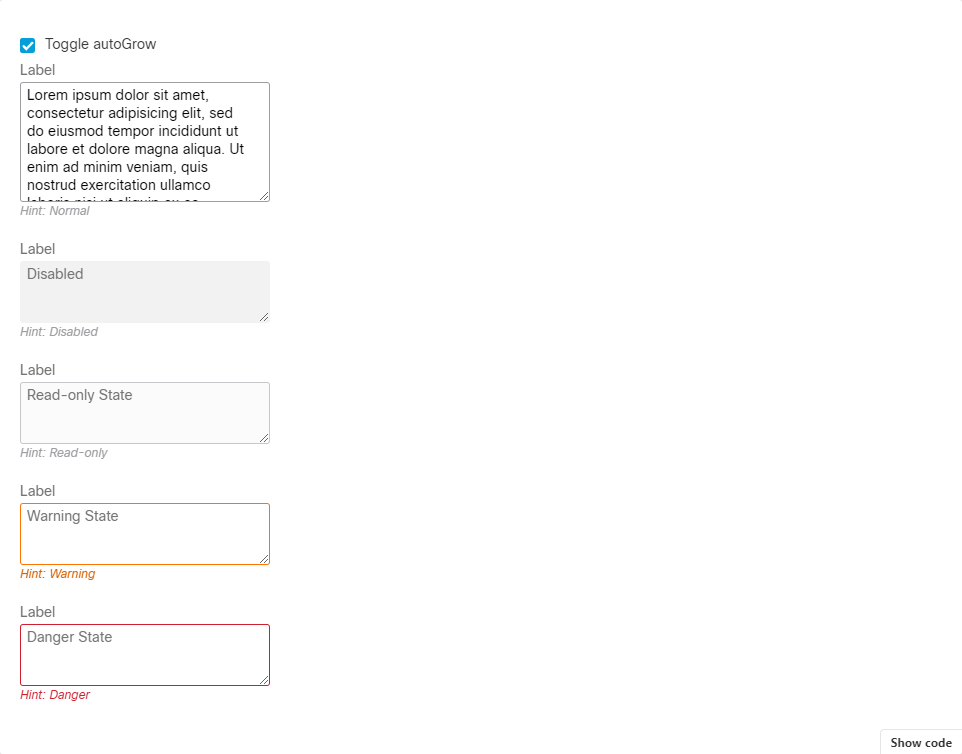 Toggle autoGrow
Label
Lorem ipsum dolor sit amet,
consectetur adipisicing elit, sed
do eiusmod tempor incididunt ut
labore et dolore magna aliqua. Ut
enim ad minim veniam, quis
nostrud exercitation ullamco
Hint: Normal
Label
Disabled
Hint: Disabled
Label
Read-only State
Hint: Read-only
Label
Warning State
Hint: Warning
Label
Danger State
Hint: Danger
Show code